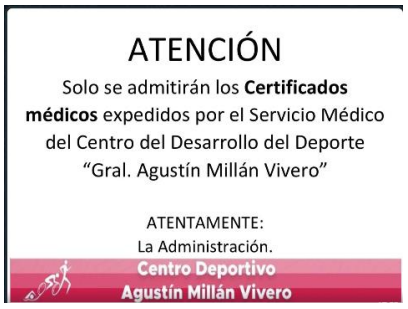 ATENCIÓN
Solo se admitirán los Certificados
médicos expedidos por el Servicio Médico
del Centro del Desarrollo del Deporte
“Gral. Agustín Millán Vivero”
ATENTAMENTE:
La Administración.
Centro Deportivo
Agustín Millán Vivero